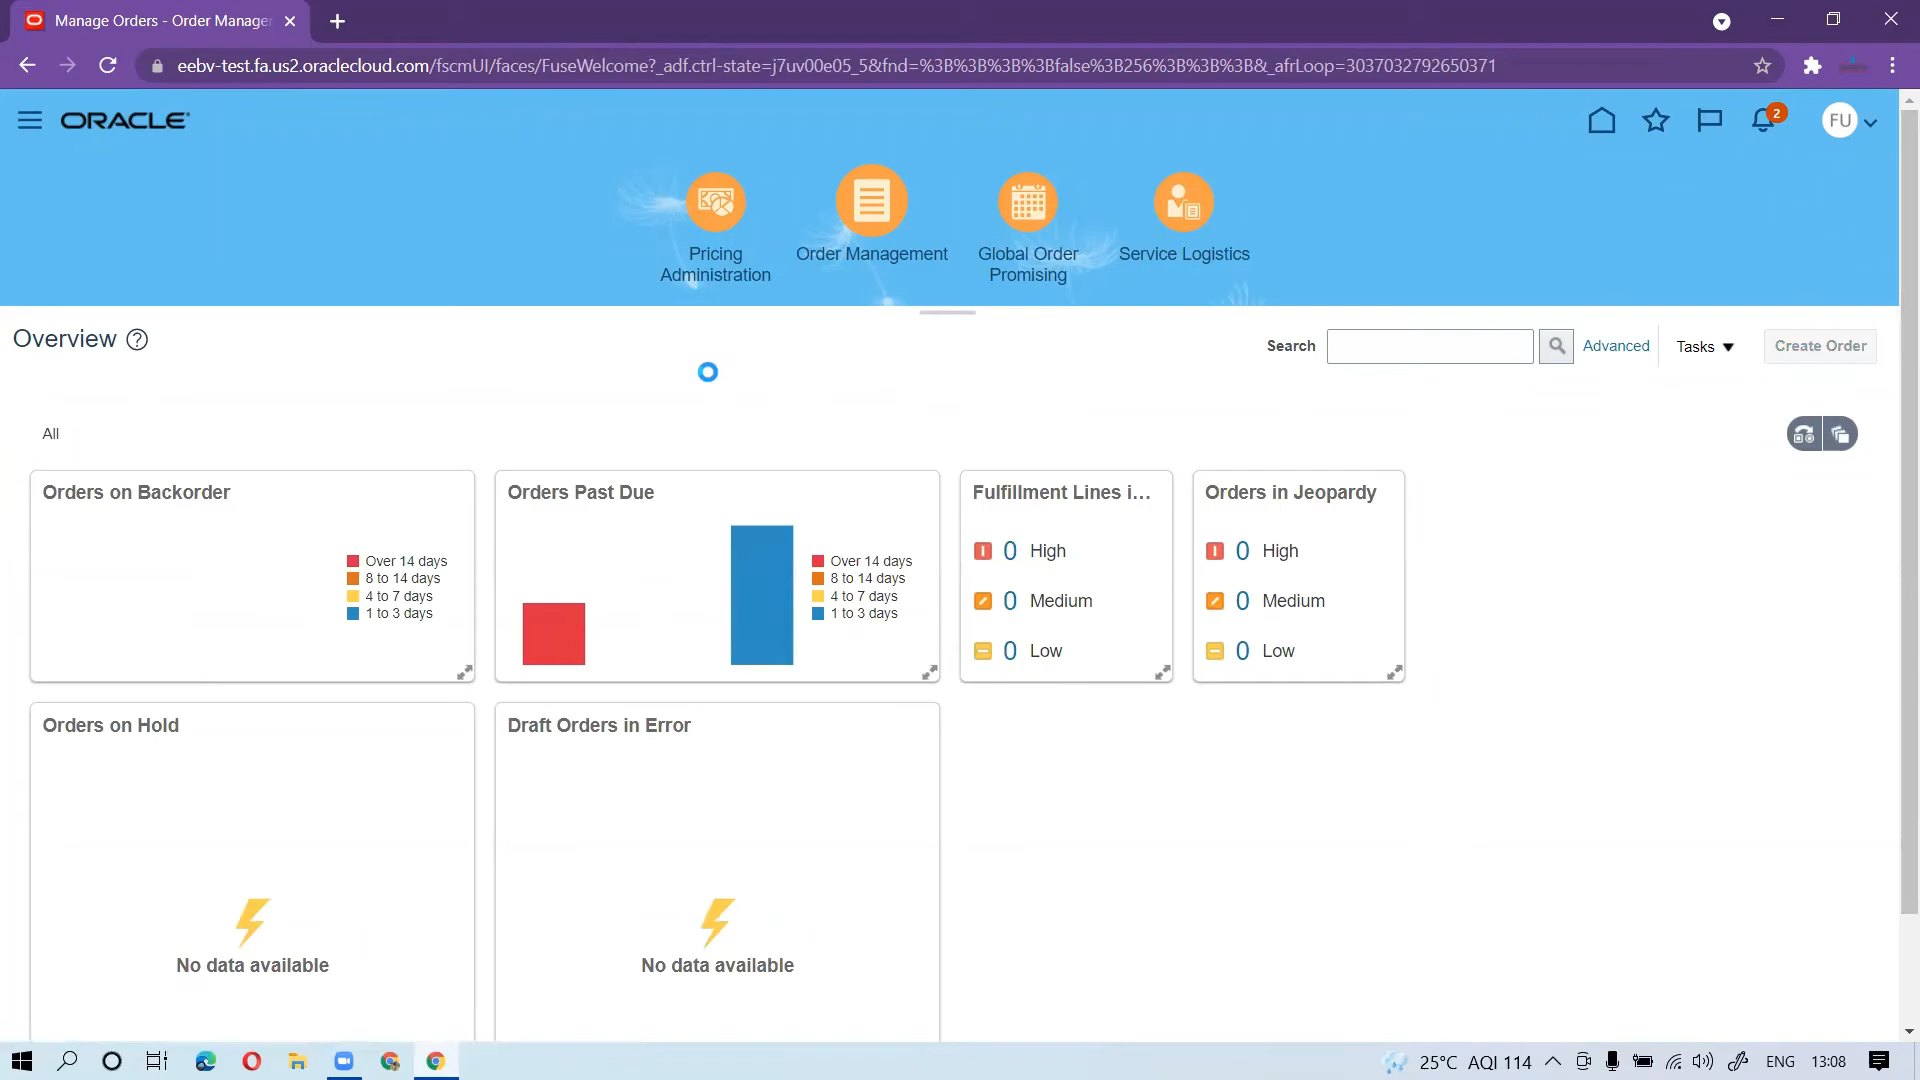 Manage Orders - Order Manage
eebv-test.fa.us2.oraclecloud.com/fscmUI/faces/FuseWelcome?_adf.ctrl-state=j7uv00e05_5&fnd=%3B%3B%3B%3Bfalse%3B256%3B%3B%3B&_afrLoop=3037032792650371
ORACLE
2
FU
Pricing
Administration
Order Management
Global Order
Promising
Service Logistics
Overview
Search
Advanced
Tasks
Create Order
All
Orders on Backorder
Over 14 days
8 to 14 days
4 to 7 days
1 to 3 days
Orders Past Due
Over 14 days
8 to 14 days
4 to 7 days
1 to 3 days
Fulfillment Lines i...
0 High
0 Medium
0 Low
Orders in Jeopardy
0 High
0 Medium
0 Low
Orders on Hold
No data available
Draft Orders in Error
No data available
25°C AQI 114
ENG
13:08